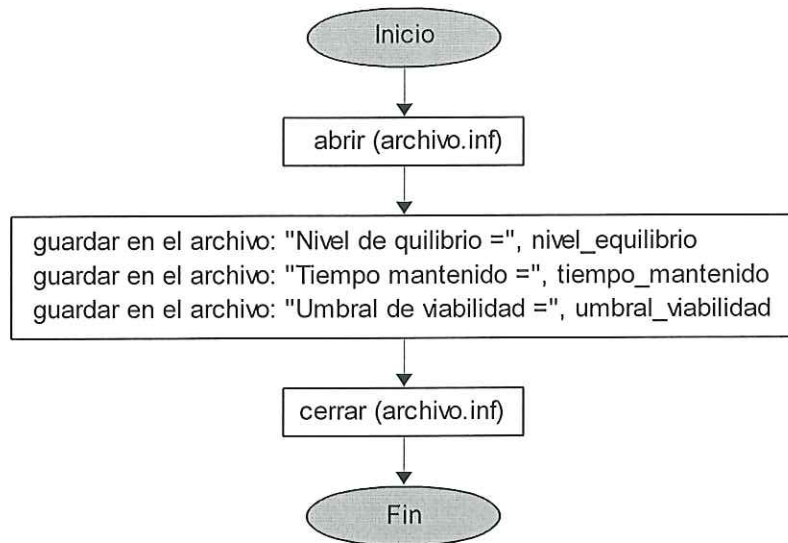 Inicio
abrir (archivo.inf)
guardar en el archivo: "Nivel de quilibrio =", nivel_equilibrio
guardar en el archivo: "Tiempo mantenido =", tiempo_mantenido
guardar en el archivo: "Umbral de viabilidad =", umbral_viabilidad
cerrar (archivo.inf)
Fin